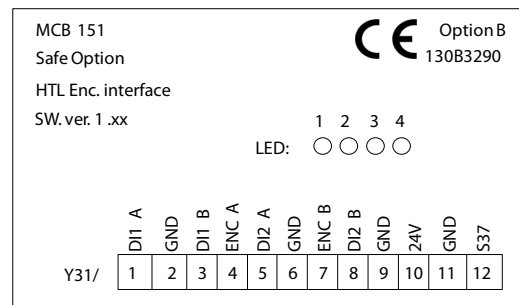 MCB 151
Safe Option
HTL Enc. interface
SW. ver. 1 .xx
CE Option B
130B3290
1 2 3 4
LED:
DI1 A GND DI1 B ENC A DI2 A GND ENC B DI2 B GND 24V GND S37
Y31/ 1 2 3 4 5 6 7 8 9 10 11 12